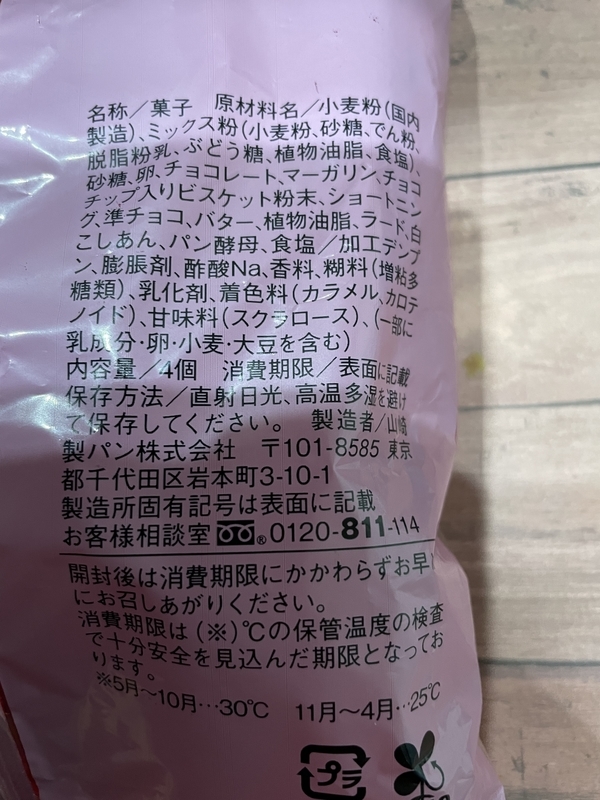 名称/菓子　原材料名/小麦粉(国内
製造)、ミックス粉(小麦粉、砂糖、でん粉、
脱脂粉乳、ぶどう糖、植物油脂、食塩)、
砂糖、卵、チョコレート、マーガリン、チョコ
チップ入りビスケット粉末、ショートニン
グ、準チョコ、バター、植物油脂、ラード、白
こしあん、パン酵母、食塩/加工デンプ
ン、膨脹剤、酢酸Na、香料、糊料(増粘多
糖類)、乳化剤、着色料(カラメル、カロテ
ノイド)、甘味料(スクラロース)、(一部に
乳成分・卵・小麦・大豆を含む)
内容量/4個　消費期限/表面に記載
保存方法/直射日光、高温多湿を避け
て保存してください。　製造者/山崎
製パン株式会社　〒101-8585 東京
都千代田区岩本町3-10-1
製造所固有記号は表面に記載
お客様相談室 ® 0120-811-114
開封後は消費期限にかかわらずお早め
にお召しあがりください。
消費期限は(※)℃の保管温度の検査
で十分安全を見込んだ期限となってお
ります。
※5月～10月…30℃　11月～4月…25℃
プラ